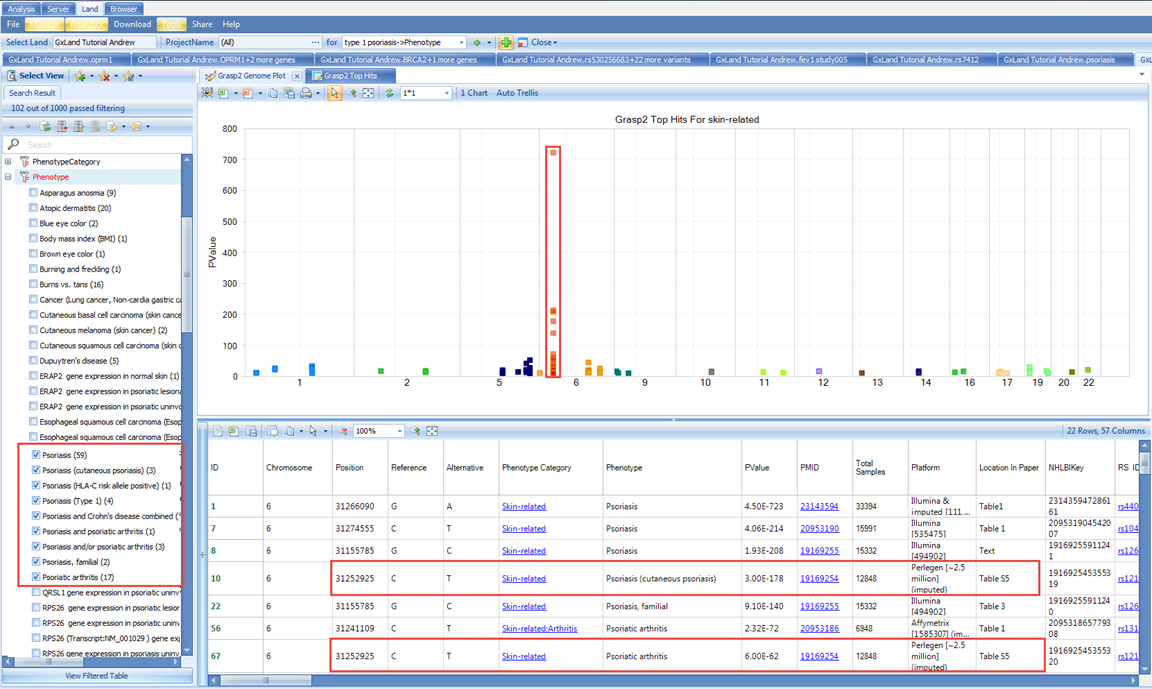 Analysis Server Land Browser
File Manage Analytics Download Tools Share Help
Select Land GxLand Tutorial Andrew ProjectName (All) ... for type 1 psoriasis->Phenotype Close
GxLand Tutorial Andrew.oprm1 GxLand Tutorial Andrew.OPRM1+2 more genes GxLand Tutorial Andrew.BRCA2+1 more genes GxLand Tutorial Andrew.rs530256683+22 more variants GxLand Tutorial Andrew.fev1 study005 GxLand Tutorial Andrew.rs7412 GxLand Tutorial Andrew.psoriasis GxL
Select View
Search Result
102 out of 1000 passed filtering
Search
PhenotypeCategory
Phenotype
Asparagus anosmia (9)
Atopic dermatitis (20)
Blue eye color (2)
Body mass index (BMI) (1)
Brown eye color (1)
Burning and freckling (1)
Burns vs. tans (16)
Cancer (Lung cancer, Non-cardia gastric ca
Cutaneous basal cell carcinoma (skin cance
Cutaneous melanoma (skin cancer) (2)
Cutaneous squamous cell carcinoma (skin c
Dupuytren's disease (5)
ERAP2 gene expression in normal skin (1)
ERAP2 gene expression in psoriatic lesiona
ERAP2 gene expression in psoriatic uninvo
Esophageal squamous cell carcinoma (Esop
Esophageal squamous cell carcinoma (Esop
Psoriasis (59)
Psoriasis (cutaneous psoriasis) (3)
Psoriasis (HLA-C risk allele positive) (1)
Psoriasis (Type 1) (4)
Psoriasis and Crohn's disease combined (
Psoriasis and psoriatic arthritis (1)
Psoriasis and/or psoriatic arthritis (3)
Psoriasis, familial (2)
Psoriatic arthritis (17)
QRSL1 gene expression in psoriatic uninv
RPS26 gene expression in psoriatic lesior
RPS26 gene expression in psoriatic uninv
RPS26 (Transcript:NM_001029 ) gene exp
RPS26 gene expression in psoriasis uninv
View Filtered Table
Grasp2 Genome Plot Grasp2 Top Hits
1*1 1 Chart Auto Trellis
Grasp2 Top Hits For skin-related
PValue
800
700
600
500
400
300
200
100
0
1 2 5 6 9 10 11 12 13 14 16 17 19 20 22
100% 22 Rows, 57 Columns
ID Chromosome Position Reference Alternative Phenotype Category Phenotype PValue PMID Total Samples Platform Location In Paper NHLBIKey RS ID
1 6 31266090 G A Skin-related Psoriasis 4.50E-723 23143594 33394 Illumina & imputed [111,... Table1 231435947286161 rs440
7 6 31274555 C T Skin-related Psoriasis 4.06E-214 20953190 15991 Illumina [535475] Table 1 209531904542007 rs104
8 6 31155785 G C Skin-related Psoriasis 1.93E-208 19169255 15332 Illumina [494902] Text 19169255911241 rs126
10 6 31252925 C T Skin-related Psoriasis (cutaneous psoriasis) 3.00E-178 19169254 12848 Perlegen [~2.5 million] (imputed) Table S5 191692545355319 rs121
22 6 31155785 G C Skin-related Psoriasis, familial 9.10E-140 19169255 15332 Illumina [494902] Table 3 19169255911240 rs126
56 6 31241109 C T Skin-related;Arthritis Psoriatic arthritis 2.32E-72 20953186 6948 Affymetrix [1585307] (im... Table 1 209531865779308 rs131
67 6 31252925 C T Skin-related Psoriatic arthritis 6.00E-62 19169254 12848 Perlegen [~2.5 million] (imputed) Table S5 191692545355320 rs121